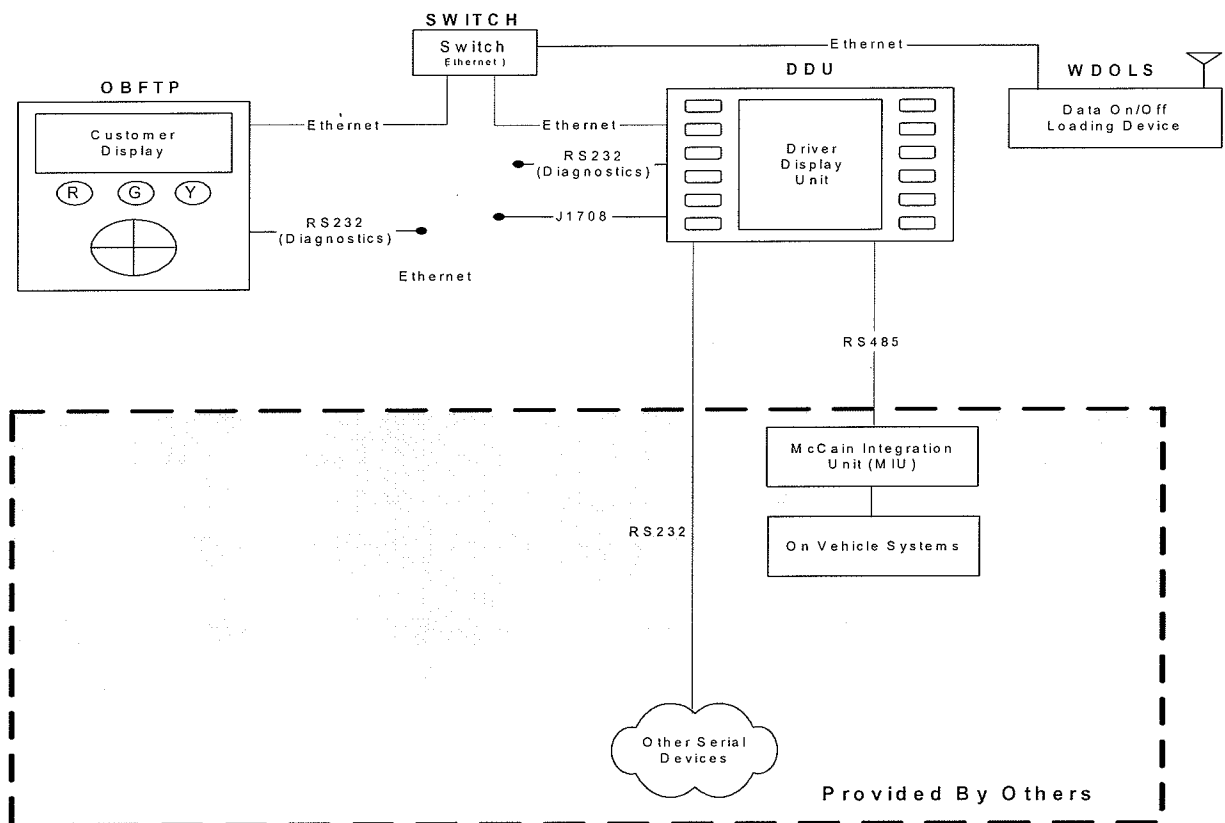 SWITCH
Switch
(Ethernet)
Ethernet
OBFTP
DDU
WDOLS
Customer
Display
R G Y
Ethernet
Ethernet
RS232
(Diagnostics)
Driver
Display
Unit
Data On/Off
Loading Device
J1708
RS232
(Diagnostics)
Ethernet
RS485
McCain Integration
Unit (MIU)
RS232
On Vehicle Systems
Other Serial
Devices
Provided By Others